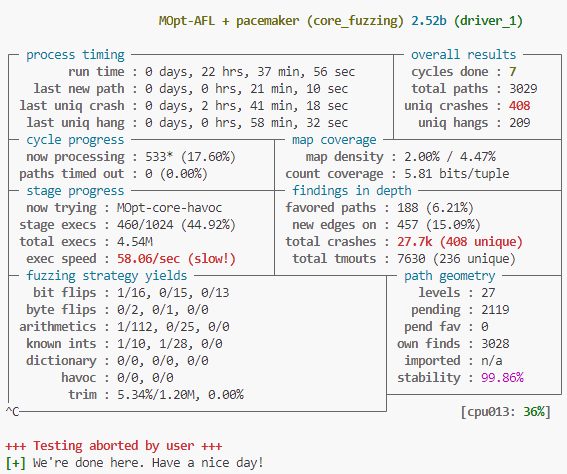 MOpt-AFL + pacemaker (core_fuzzing) 2.52b (driver_1)
process timing overall results
run time : 0 days, 22 hrs, 37 min, 56 sec cycles done : 7
last new path : 0 days, 0 hrs, 21 min, 10 sec total paths : 3029
last uniq crash : 0 days, 2 hrs, 41 min, 18 sec uniq crashes : 408
last uniq hang : 0 days, 0 hrs, 58 min, 32 sec uniq hangs : 209
cycle progress map coverage
now processing : 533* (17.60%) map density : 2.00% / 4.47%
paths timed out : 0 (0.00%) count coverage : 5.81 bits/tuple
stage progress findings in depth
now trying : MOpt-core-havoc favored paths : 188 (6.21%)
stage execs : 460/1024 (44.92%) new edges on : 457 (15.09%)
total execs : 4.54M total crashes : 27.7k (408 unique)
exec speed : 58.06/sec (slow!) total tmouts : 7630 (236 unique)
fuzzing strategy yields path geometry
bit flips : 1/16, 0/15, 0/13 levels : 27
byte flips : 0/2, 0/1, 0/0 pending : 2119
arithmetics : 1/112, 0/25, 0/0 pend fav : 0
known ints : 1/10, 1/28, 0/0 own finds : 3028
dictionary : 0/0, 0/0, 0/0 imported : n/a
havoc : 0/0, 0/0 stability : 99.86%
trim : 5.34%/1.20M, 0.00%
^C [cpu013: 36%]
+++ Testing aborted by user +++
[+] We're done here. Have a nice day!